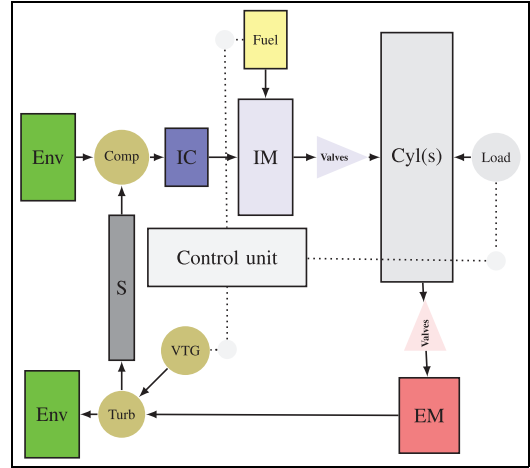 Fuel
Env
Comp
IC
IM
Valves
Cyl(s)
Load
Control unit
S
Valves
VTG
Env
Turb
EM